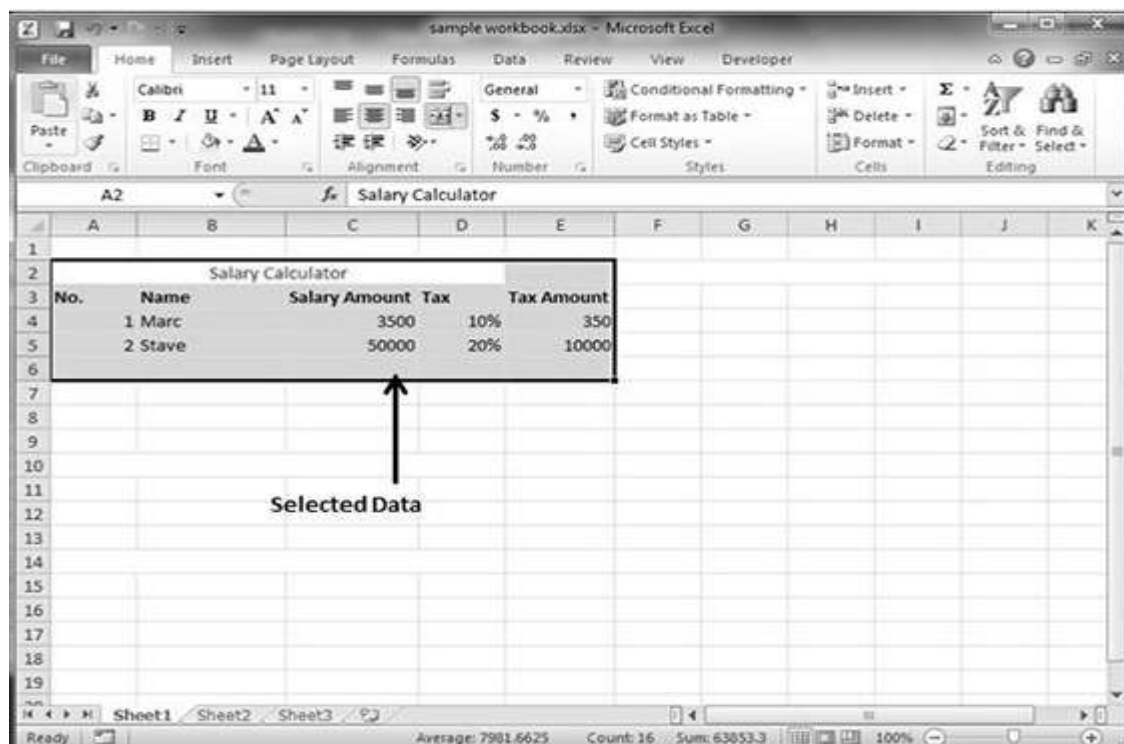 sample workbook.xlsx - Microsoft Excel
File Home Insert Page Layout Formulas Data Review View Developer
Calibri 11 General Conditional Formatting Insert Σ
Paste B I U A A $ % , Format as Table Delete Sort & Filter Find & Select
A Cell Styles Format
Clipboard Font Alignment Number Styles Cells Editing
A2 fx Salary Calculator
A B C D E F G H I J K
1
2 Salary Calculator
3 No. Name Salary Amount Tax Tax Amount
4 1 Marc 3500 10% 350
5 2 Stave 50000 20% 10000
6
7
8
9
10
11
12 Selected Data
13
14
15
16
17
18
19
Sheet1 Sheet2 Sheet3
Ready Average: 7981.6625 Count: 16 Sum: 63853.3 100%